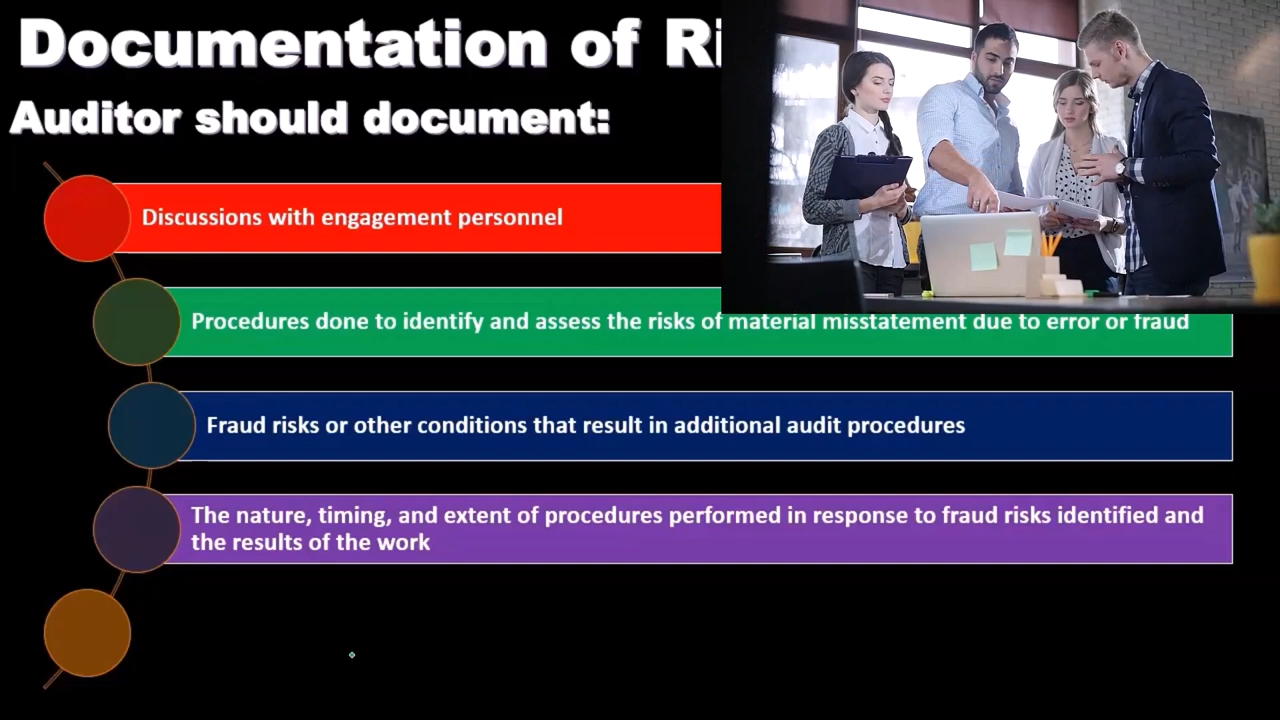 Documentation of Ri
Auditor should document:
Discussions with engagement personnel
Procedures done to identify and assess the risks of material misstatement due to error or fraud
Fraud risks or other conditions that result in additional audit procedures
The nature, timing, and extent of procedures performed in response to fraud risks identified and
the results of the work